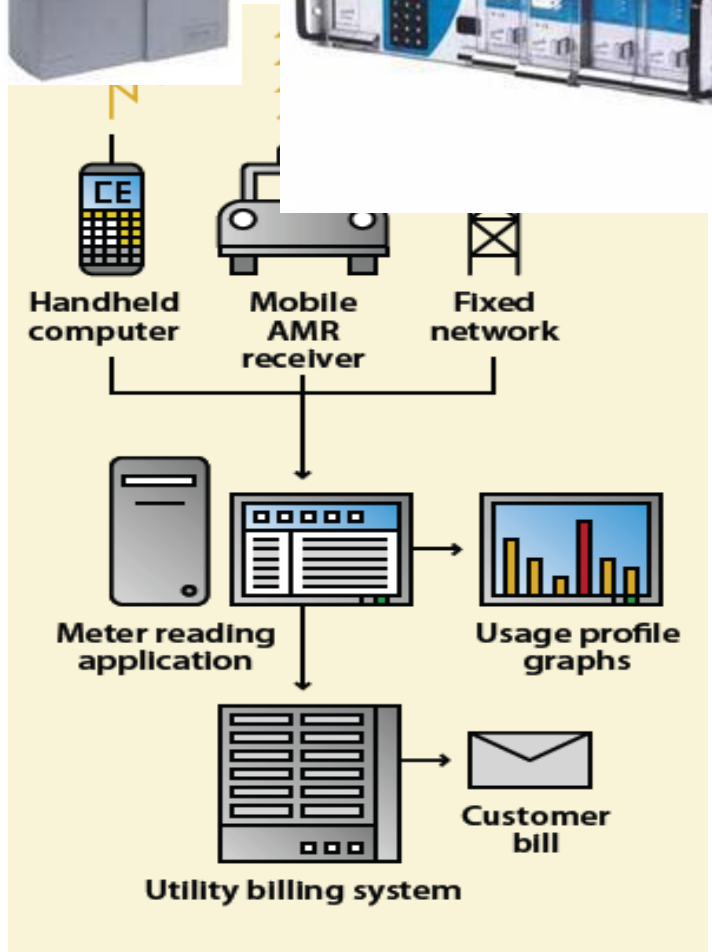 CE
Handheld
computer
Mobile
AMR
receiver
Fixed
network
Meter reading
application
Usage profile
graphs
Customer
bill
Utility billing system